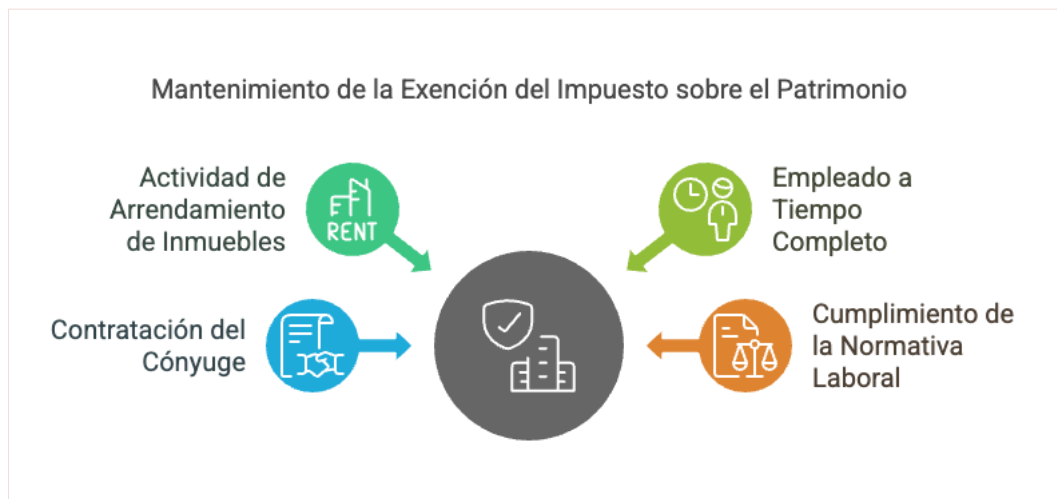 Mantenimiento de la Exención del Impuesto sobre el Patrimonio
Actividad de
Arrendamiento
de Inmuebles
RENT
Empleado a
Tiempo
Completo
Contratación del
Cónyuge
Cumplimiento de
la Normativa
Laboral